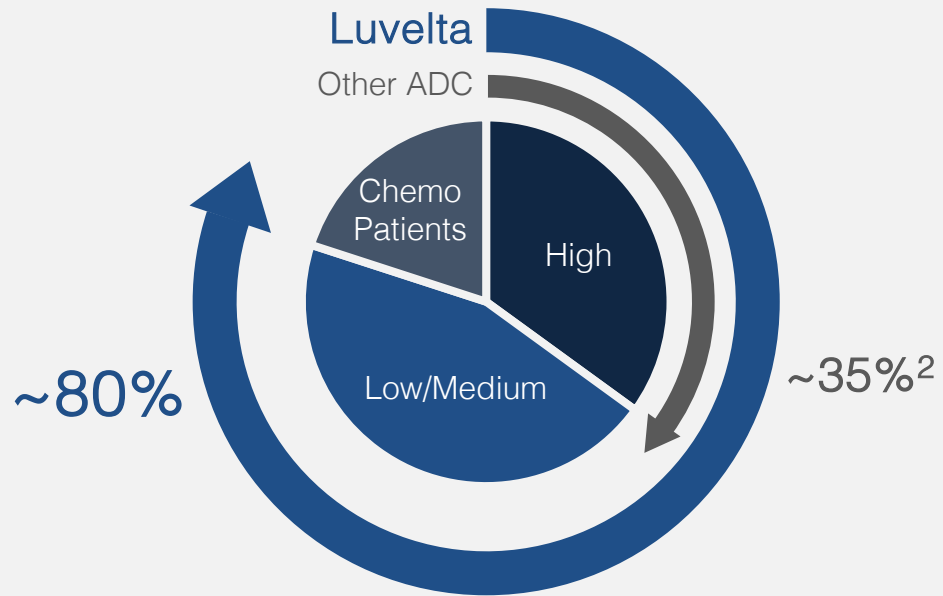 Luvelta
Other ADC
Chemo
Patients
High
Low/Medium
~35%²
~80%